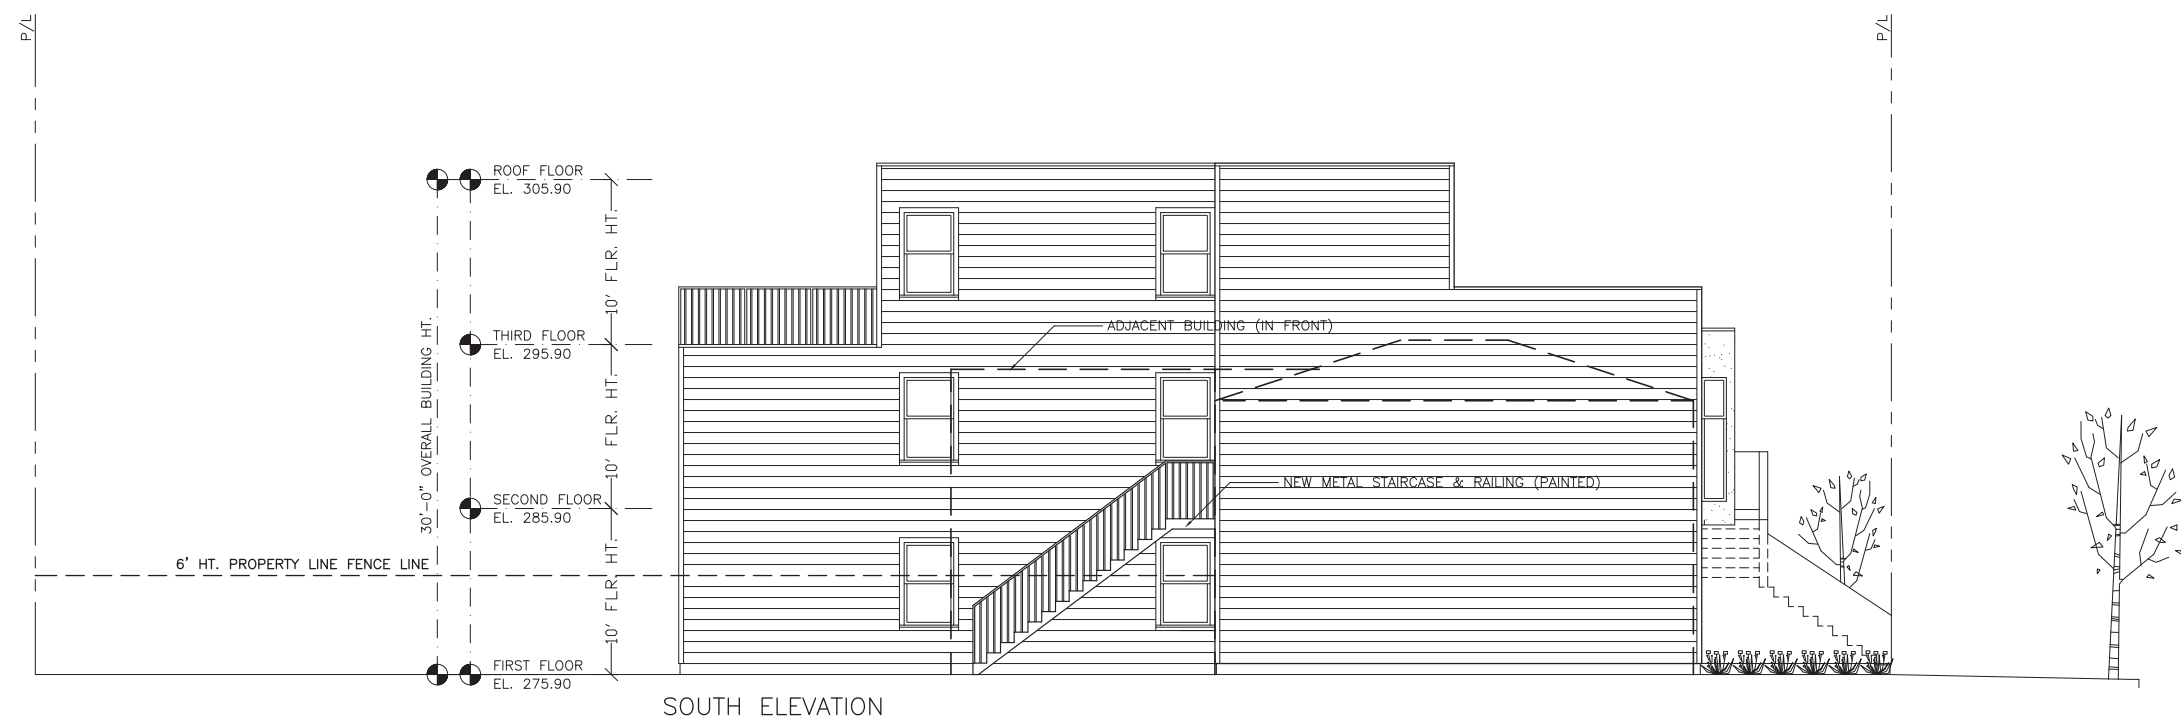 P/L
P/L
ROOF FLOOR
EL. 305.90
10' FLR. HT.
ADJACENT BUILDING (IN FRONT)
THIRD FLOOR
EL. 295.90
30'-0" OVERALL BUILDING HT.
10' FLR. HT.
NEW METAL STAIRCASE & RAILING (PAINTED)
SECOND FLOOR
EL. 285.90
6' HT. PROPERTY LINE FENCE LINE
10' FLR. HT.
FIRST FLOOR
EL. 275.90
SOUTH ELEVATION